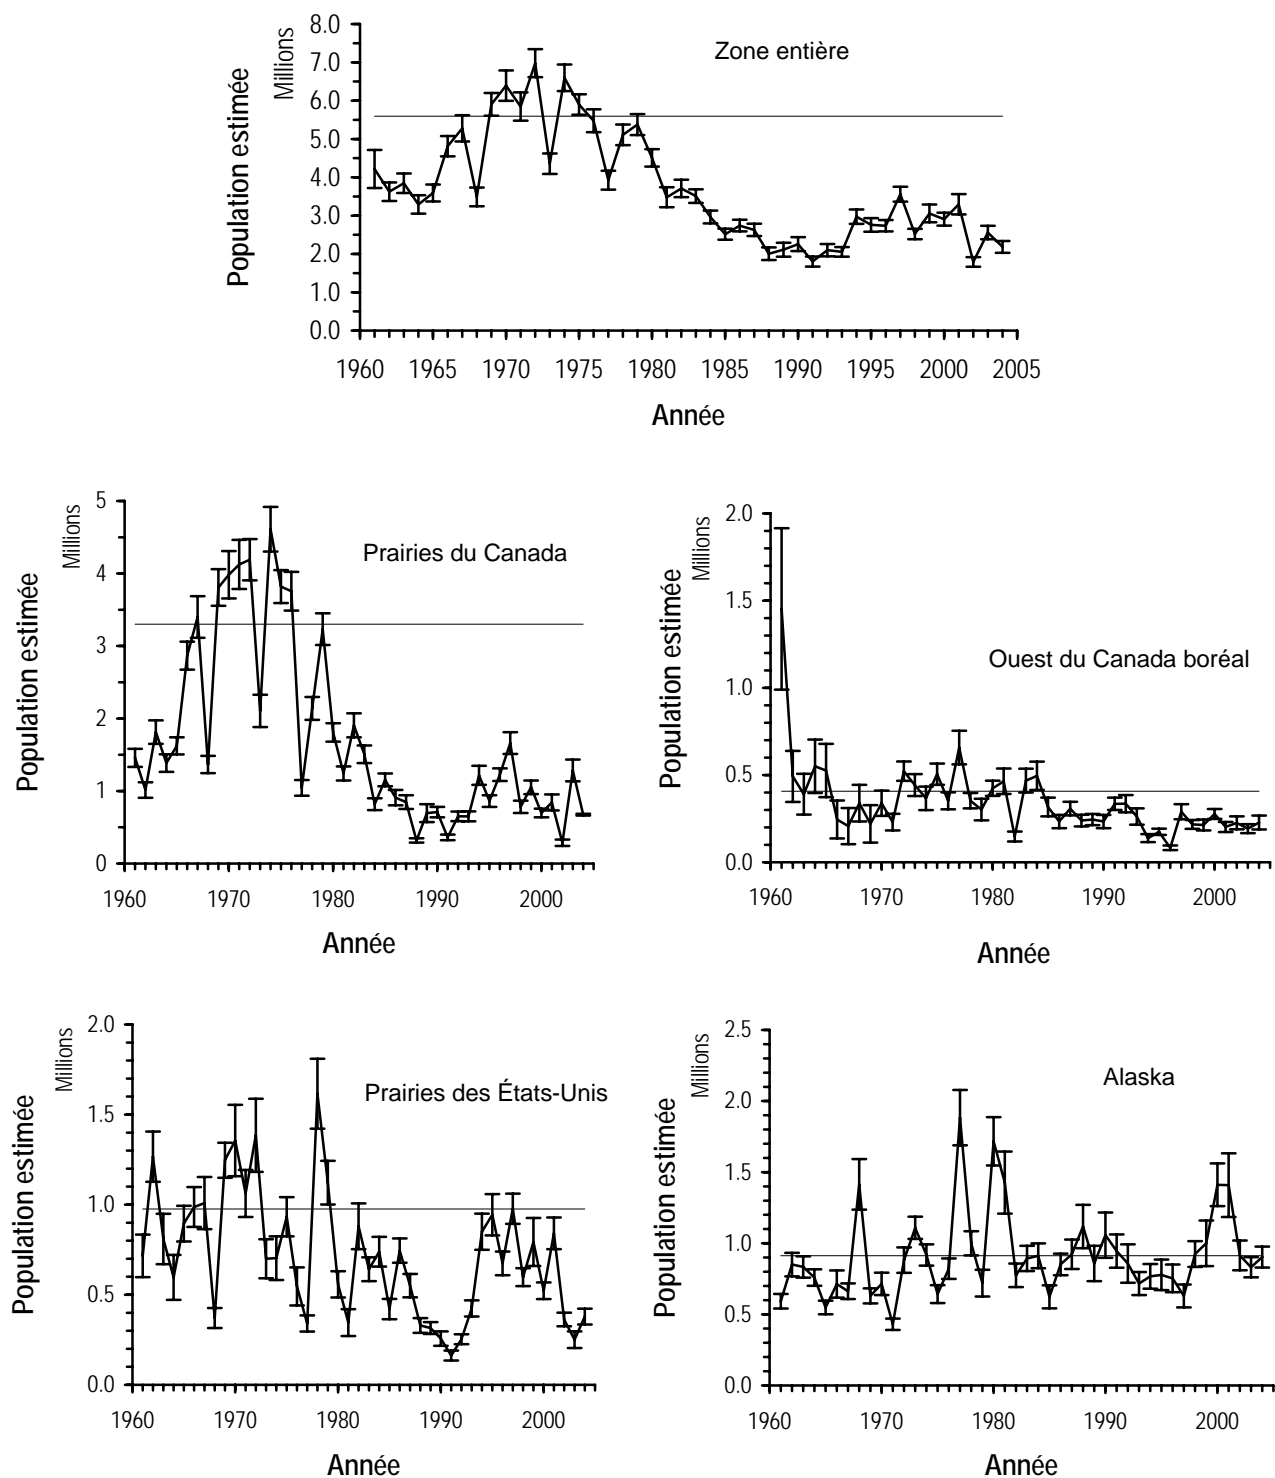 Zone entière
Population estimée
Millions
8.0
7.0
6.0
5.0
4.0
3.0
2.0
1.0
0.0
1960 1965 1970 1975 1980 1985 1990 1995 2000 2005
Année
Prairies du Canada
Population estimée
Millions
5
4
3
2
1
0
1960 1970 1980 1990 2000
Année
Ouest du Canada boréal
Population estimée
Millions
2.0
1.5
1.0
0.5
0.0
1960 1970 1980 1990 2000
Année
Prairies des États-Unis
Population estimée
Millions
2.0
1.5
1.0
0.5
0.0
1960 1970 1980 1990 2000
Année
Alaska
Population estimée
Millions
2.5
2.0
1.5
1.0
0.5
0.0
1960 1970 1980 1990 2000
Année